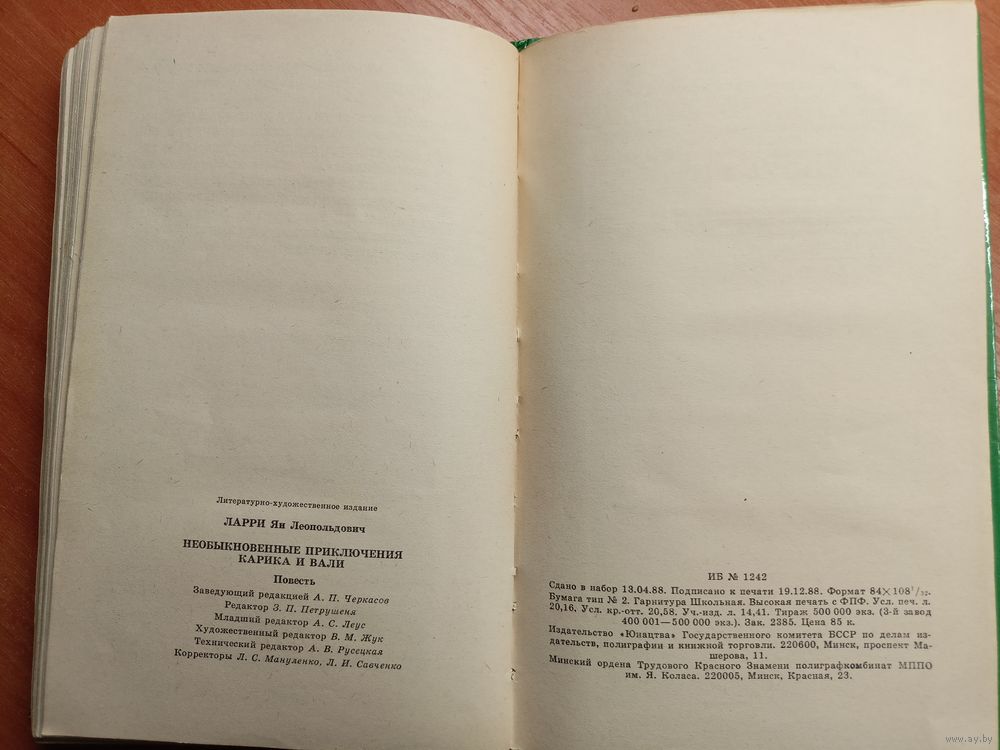 Литературно-художественное издание
ЛАРРИ Ян Леопольдович
НЕОБЫКНОВЕННЫЕ ПРИКЛЮЧЕНИЯ
КАРИКА И ВАЛИ
Повесть
Заведующий редакцией А. П. Черкасов
Редактор З. П. Петрушеня
Младший редактор А. С. Леус
Художественный редактор В. М. Жук
Технический редактор А. В. Русецкая
Корректоры Л. С. Мануленко, Л. И. Савченко
ИБ № 1242
Сдано в набор 13.04.88. Подписано к печати 19.12.88. Формат 84×108¹/₃₂.
Бумага тип № 2. Гарнитура Школьная. Высокая печать с ФПФ. Усл. печ. л.
20,16. Усл. кр.-отт. 20,58. Уч.-изд. л. 14,41. Тираж 500 000 экз. (3-й завод
400 001—500 000 экз.). Зак. 2385. Цена 85 к.
Издательство «Юнацтва» Государственного комитета БССР по делам из-
дательств, полиграфии и книжной торговли. 220600, Минск, проспект Ма-
шерова, 11.
Минский ордена Трудового Красного Знамени полиграфкомбинат МППО
им. Я. Коласа. 220005, Минск, Красная, 23.
www.ay.by